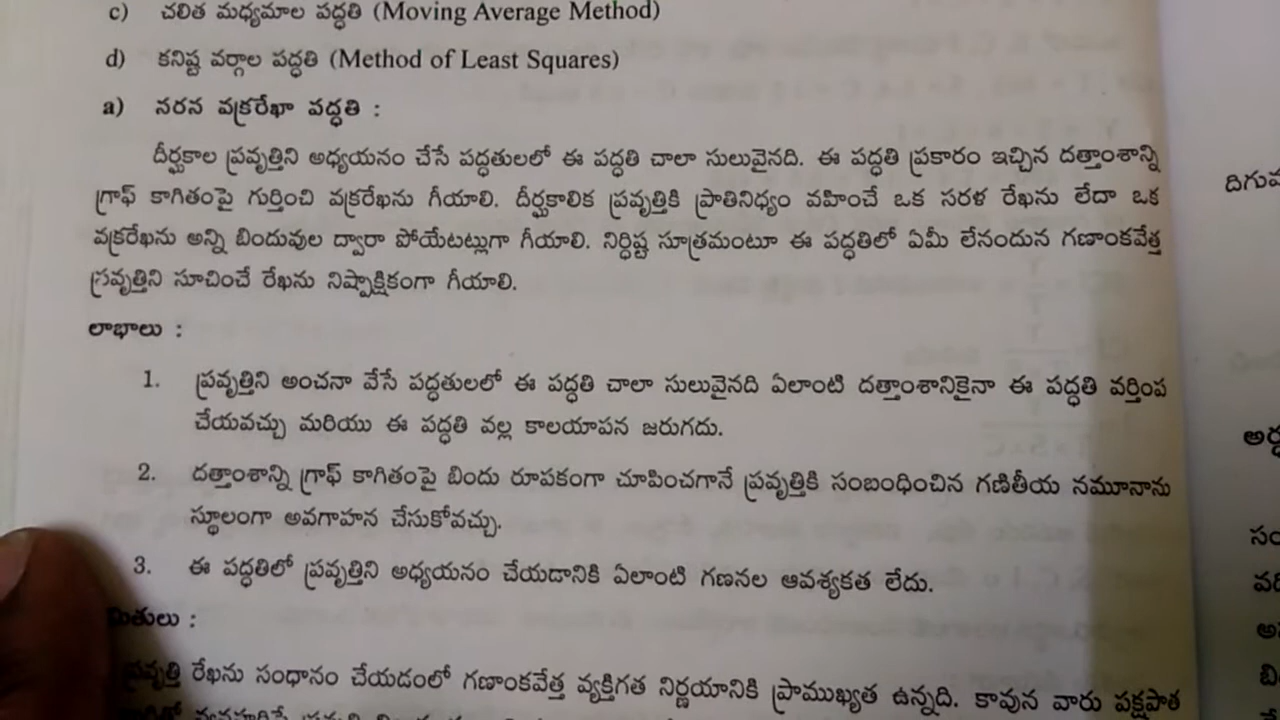 c) చలిత మధ్యమాల పద్ధతి (Moving Average Method)
d) కనిష్ట వర్గాల పద్ధతి (Method of Least Squares)
a) నరన వక్రరేఖా పద్ధతి :
దీర్ఘకాల ప్రవృత్తిని అధ్యయనం చేసే పద్ధతులలో ఈ పద్ధతి చాలా సులువైనది. ఈ పద్ధతి ప్రకారం ఇచ్చిన దత్తాంశాన్ని
గ్రాఫ్ కాగితంపై గుర్తించి వక్రరేఖను గీయాలి. దీర్ఘకాలిక ప్రవృత్తికి ప్రాతినిధ్యం వహించే ఒక సరళ రేఖను లేదా ఒక
వక్రరేఖను అన్ని బిందువుల ద్వారా పోయేటట్లుగా గీయాలి. నిర్ధిష్ట సూత్రమంటూ ఈ పద్ధతిలో ఏమీ లేనందున గణాంకవేత్త
ప్రవృత్తిని సూచించే రేఖను నిష్పాక్షికంగా గీయాలి.
లాభాలు :
1. ప్రవృత్తిని అంచనా వేసే పద్ధతులలో ఈ పద్ధతి చాలా సులువైనది ఏలాంటి దత్తాంశానికైనా ఈ పద్ధతి వర్తింప
చేయవచ్చు మరియు ఈ పద్ధతి వల్ల కాలయాపన జరుగదు.
2. దత్తాంశాన్ని గ్రాఫ్ కాగితంపై బిందు రూపకంగా చూపించగానే ప్రవృత్తికి సంబంధించిన గణితీయ నమూనాను
స్థూలంగా అవగాహన చేసుకోవచ్చు.
3. ఈ పద్ధతిలో ప్రవృత్తిని అధ్యయనం చేయడానికి ఏలాంటి గణనల ఆవశ్యకత లేదు.
మితులు :
ప్రవృత్తి రేఖను సంధానం చేయడంలో గణాంకవేత్త వ్యక్తిగత నిర్ణయానికి ప్రాముఖ్యత ఉన్నది. కావున వారు పక్షపాత